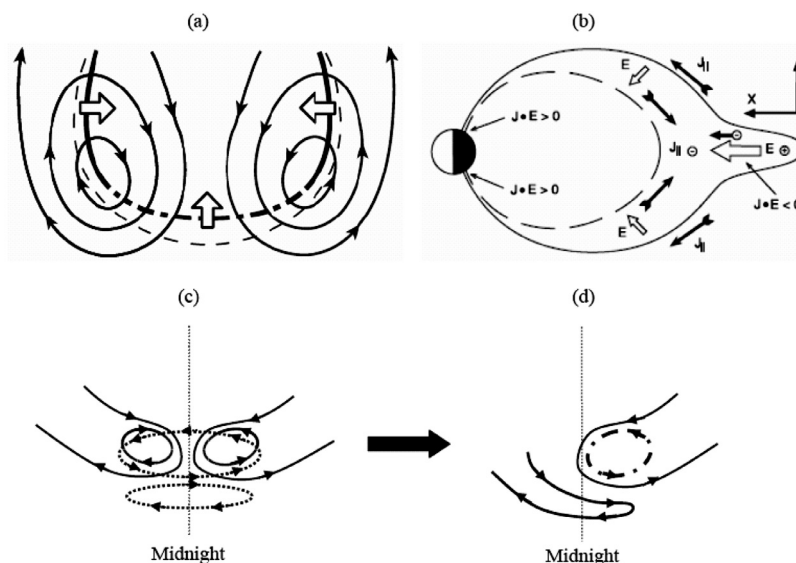 (a)
(b)
E
J||
X
J•E > 0
J|| ⊖
⊖
E ⊕
J•E > 0
J•E < 0
E
J||
(c)
(d)
Midnight
Midnight